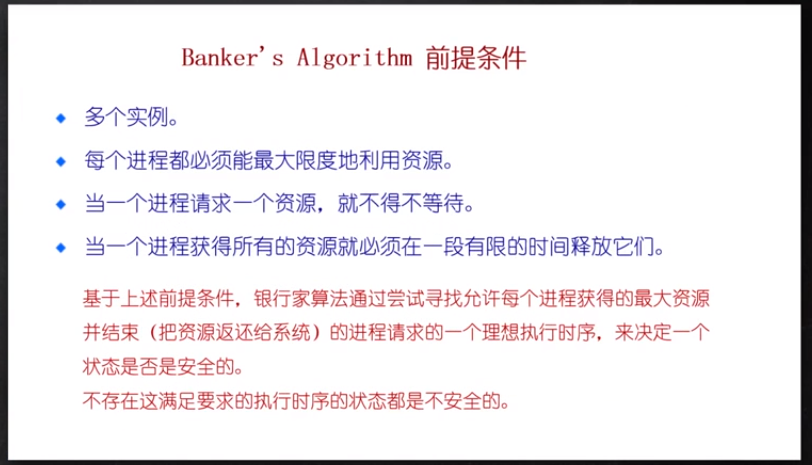 Banker's Algorithm 前提条件
多个实例。
每个进程都必须能最大限度地利用资源。
当一个进程请求一个资源，就不得不等待。
当一个进程获得所有的资源就必须在一段有限的时间释放它们。
基于上述前提条件，银行家算法通过尝试寻找允许每个进程获得的最大资源
并结束（把资源返还给系统）的进程请求的一个理想执行时序，来决定一个
状态是否是安全的。
不存在这满足要求的执行时序的状态都是不安全的。